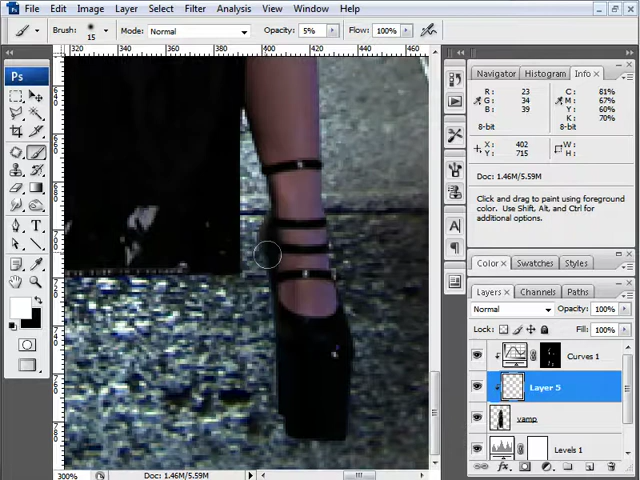 File Edit Image Layer Select Filter Analysis View Window Help
Brush: 15 Mode: Normal Opacity: 5% Flow: 100%
Ps
320 340 360 380 400 420 440 460
Navigator Histogram Info
R: 23 C: 81%
G: 34 M: 67%
B: 39 Y: 60%
K: 70%
8-bit 8-bit
X: 402 W:
Y: 715 H:
Doc: 1.46M/5.59M
Click and drag to paint using foreground
color. Use Shift, Alt, and Ctrl for
additional options.
Color Swatches Styles
Layers Channels Paths
Normal Opacity: 100%
Lock: Fill: 100%
Curves 1
Layer 5
vamp
Levels 1
300% Doc: 1.46M/5.59M